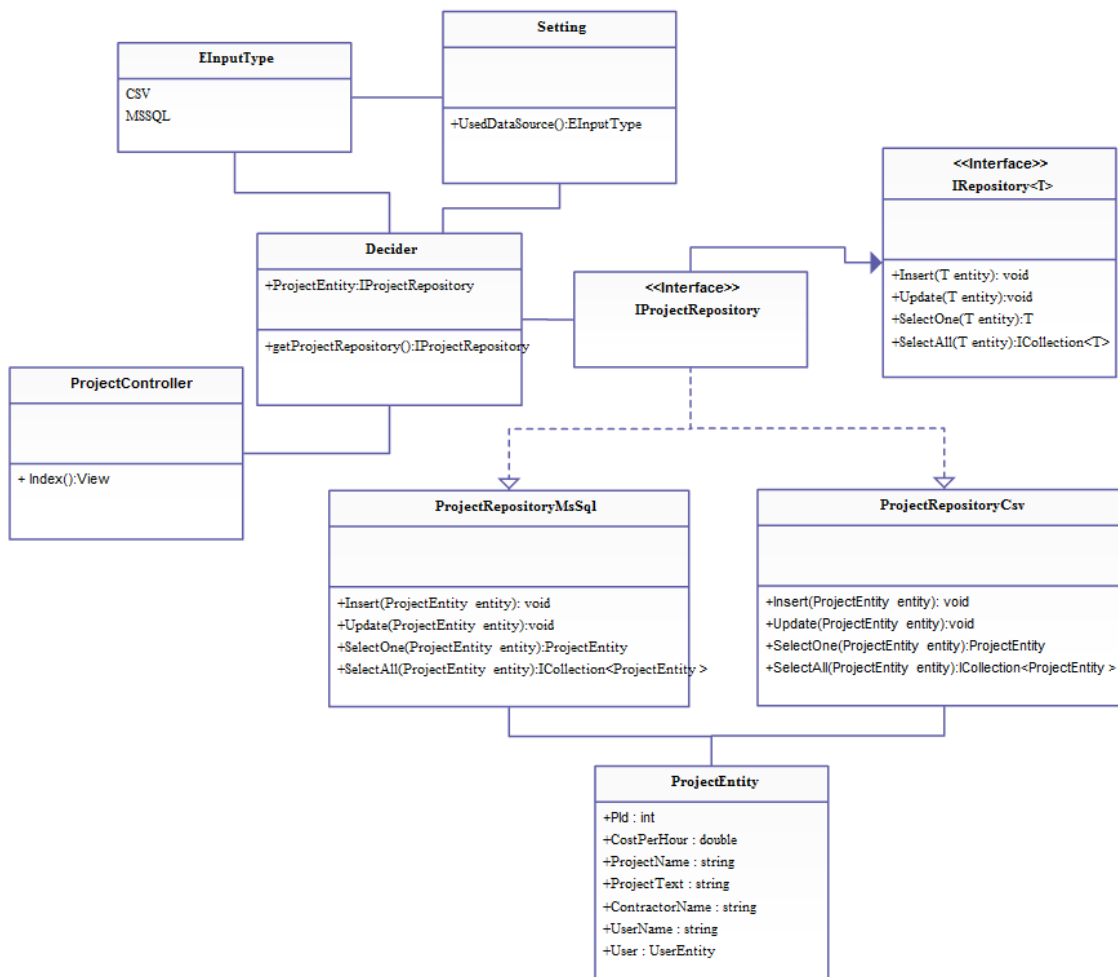 Setting
+UsedDataSource():EInputType
EInputType
CSV
MSSQL
<<Interface>>
IRepository<T>
+Insert(T entity): void
+Update(T entity):void
+SelectOne(T entity):T
+SelectAll(T entity):ICollection<T>
Decider
+ProjectEntity:IProjectRepository
+getProjectRepository():IProjectRepository
<<Interface>>
IProjectRepository
ProjectController
+ Index():View
ProjectRepositoryMsSql
+Insert(ProjectEntity entity): void
+Update(ProjectEntity entity):void
+SelectOne(ProjectEntity entity):ProjectEntity
+SelectAll(ProjectEntity entity):ICollection<ProjectEntity >
ProjectRepositoryCsv
+Insert(ProjectEntity entity): void
+Update(ProjectEntity entity):void
+SelectOne(ProjectEntity entity):ProjectEntity
+SelectAll(ProjectEntity entity):ICollection<ProjectEntity >
ProjectEntity
+PId : int
+CostPerHour : double
+ProjectName : string
+ProjectText : string
+ContractorName : string
+UserName : string
+User : UserEntity